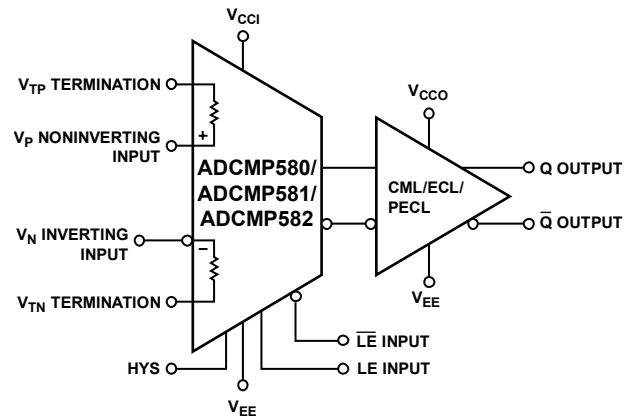 VCCI
VTP TERMINATION
VCCO
VP NONINVERTING
INPUT
+
ADCMP580/
ADCMP581/
ADCMP582
CML/ECL/
PECL
Q OUTPUT
VN INVERTING
INPUT
–
Q̅ OUTPUT
VTN TERMINATION
VEE
L̅E̅ INPUT
HYS
LE INPUT
VEE